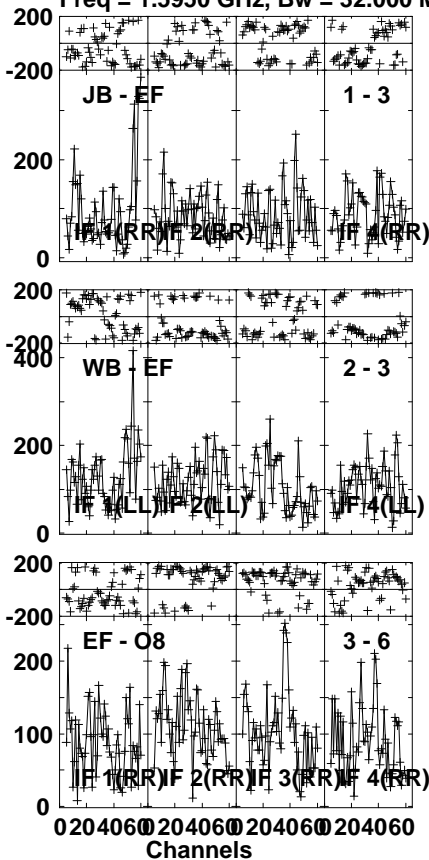 Freq = 1.5950 GHz, Bw = 32.000 M
200
-200
JB - EF
1 - 3
200
IF 1(RR)
IF 2(RR)
IF 4(RR)
0
200
-200
400
WB - EF
2 - 3
200
IF 1(LL)
IF 2(LL)
IF 4(LL)
0
200
-200
EF - O8
3 - 6
200
100
IF 1(RR)
IF 2(RR)
IF 3(RR)
IF 4(RR)
0
0204060
0204060
0204060
0204060
Channels